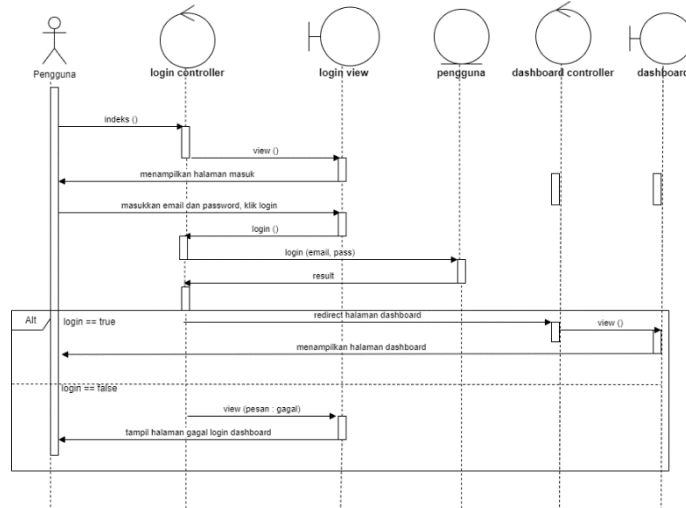 Pengguna
login controller
login view
pengguna
dashboard controller
dashboard
indeks ()
view ()
menampilkan halaman masuk
masukkan email dan password, klik login
login ()
login (email, pass)
result
Alt
login == true
redirect halaman dashboard
view ()
menampilkan halaman dashboard
login == false
view (pesan : gagal)
tampil halaman gagal login dashboard